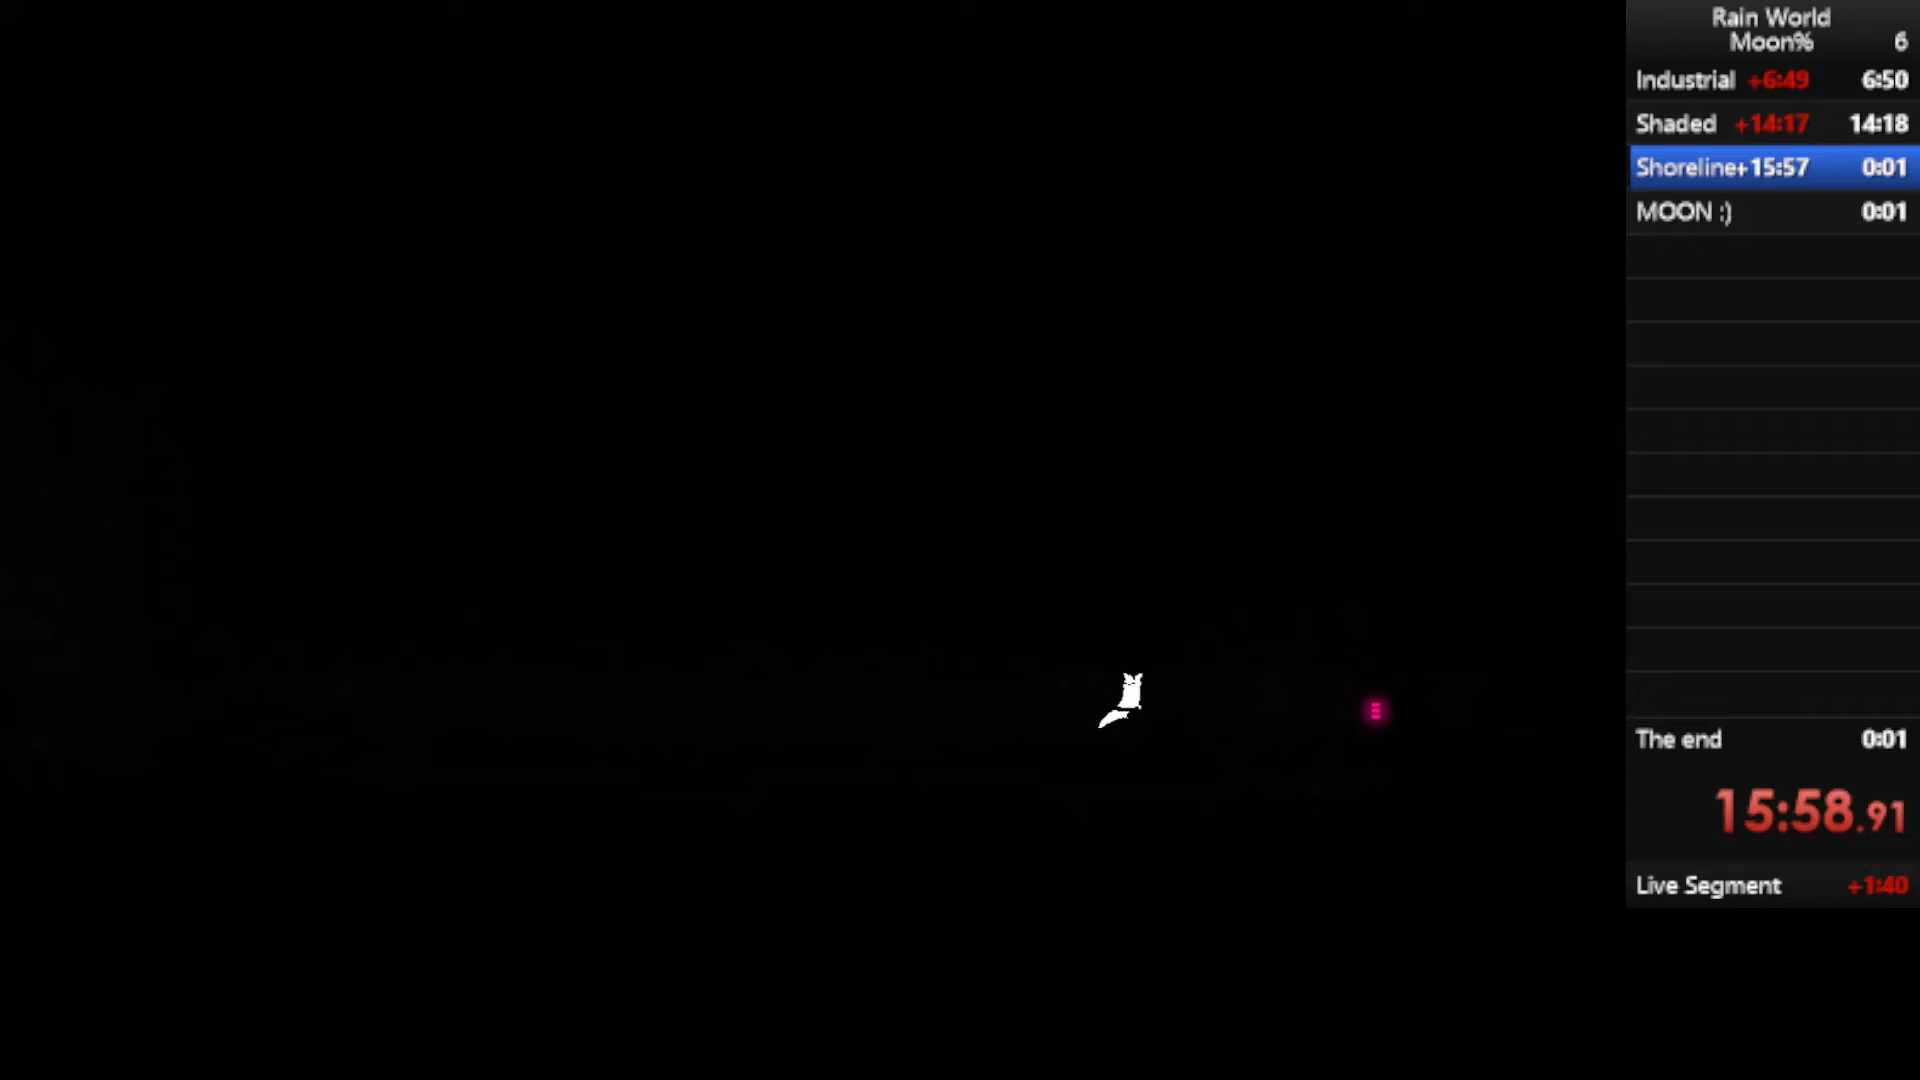 Rain World
Moon% 6
Industrial +6:49 6:50
Shaded +14:17 14:18
Shoreline+15:57 0:01
MOON :) 0:01
The end 0:01
15:58.91
Live Segment +1:40